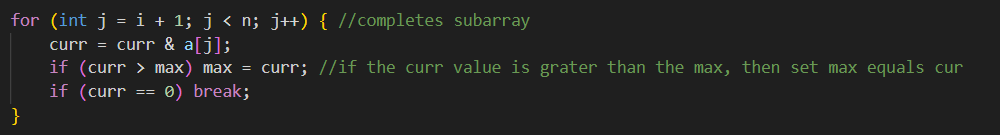 for (int j = i + 1; j < n; j++) { //completes subarray
    curr = curr & a[j];
    if (curr > max) max = curr; //if the curr value is grater than the max, then set max equals cur
    if (curr == 0) break;
}